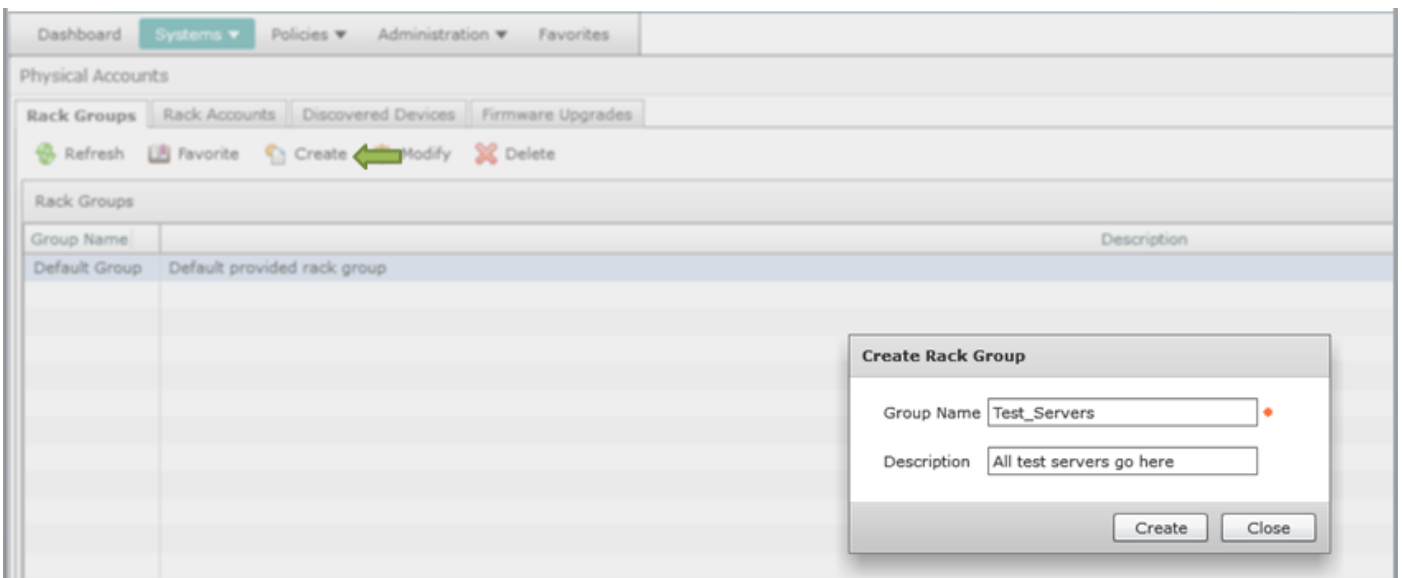 Dashboard Systems Policies Administration Favorites
Physical Accounts
Rack Groups Rack Accounts Discovered Devices Firmware Upgrades
Refresh Favorite Create Modify Delete
Rack Groups
Group Name Description
Default Group Default provided rack group
Create Rack Group
Group Name Test_Servers
Description All test servers go here
Create Close